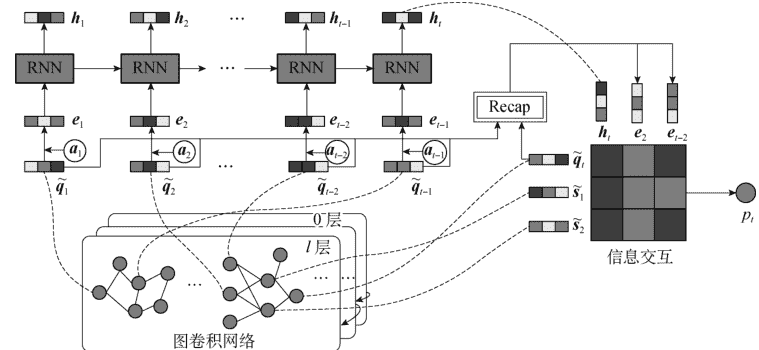 h₁ h₂ hₜ₋₁ hₜ
RNN RNN … RNN RNN
e₁ e₂ eₜ₋₂ eₜ₋₁
a₁ a₂ aₜ₋₂ aₜ₋₁
q̃₁ q̃₂ … q̃ₜ₋₂ q̃ₜ₋₁
Recap
hₜ e₂ eₜ₋₂
q̃ₜ
s̃₁
s̃₂
pₜ
信息交互
0 层
l 层
… … …
图卷积网络